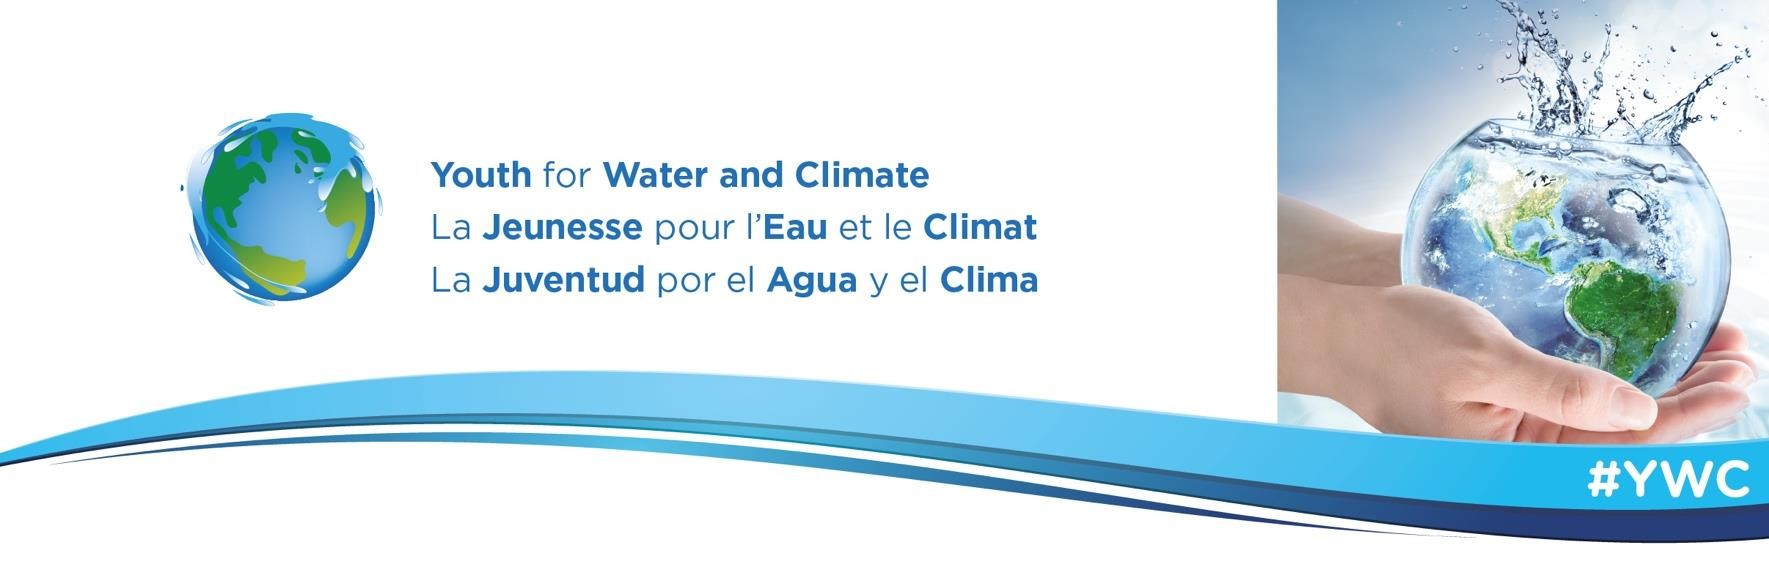 Youth for Water and Climate
La Jeunesse pour l’Eau et le Climat
La Juventud por el Agua y el Clima
#YWC